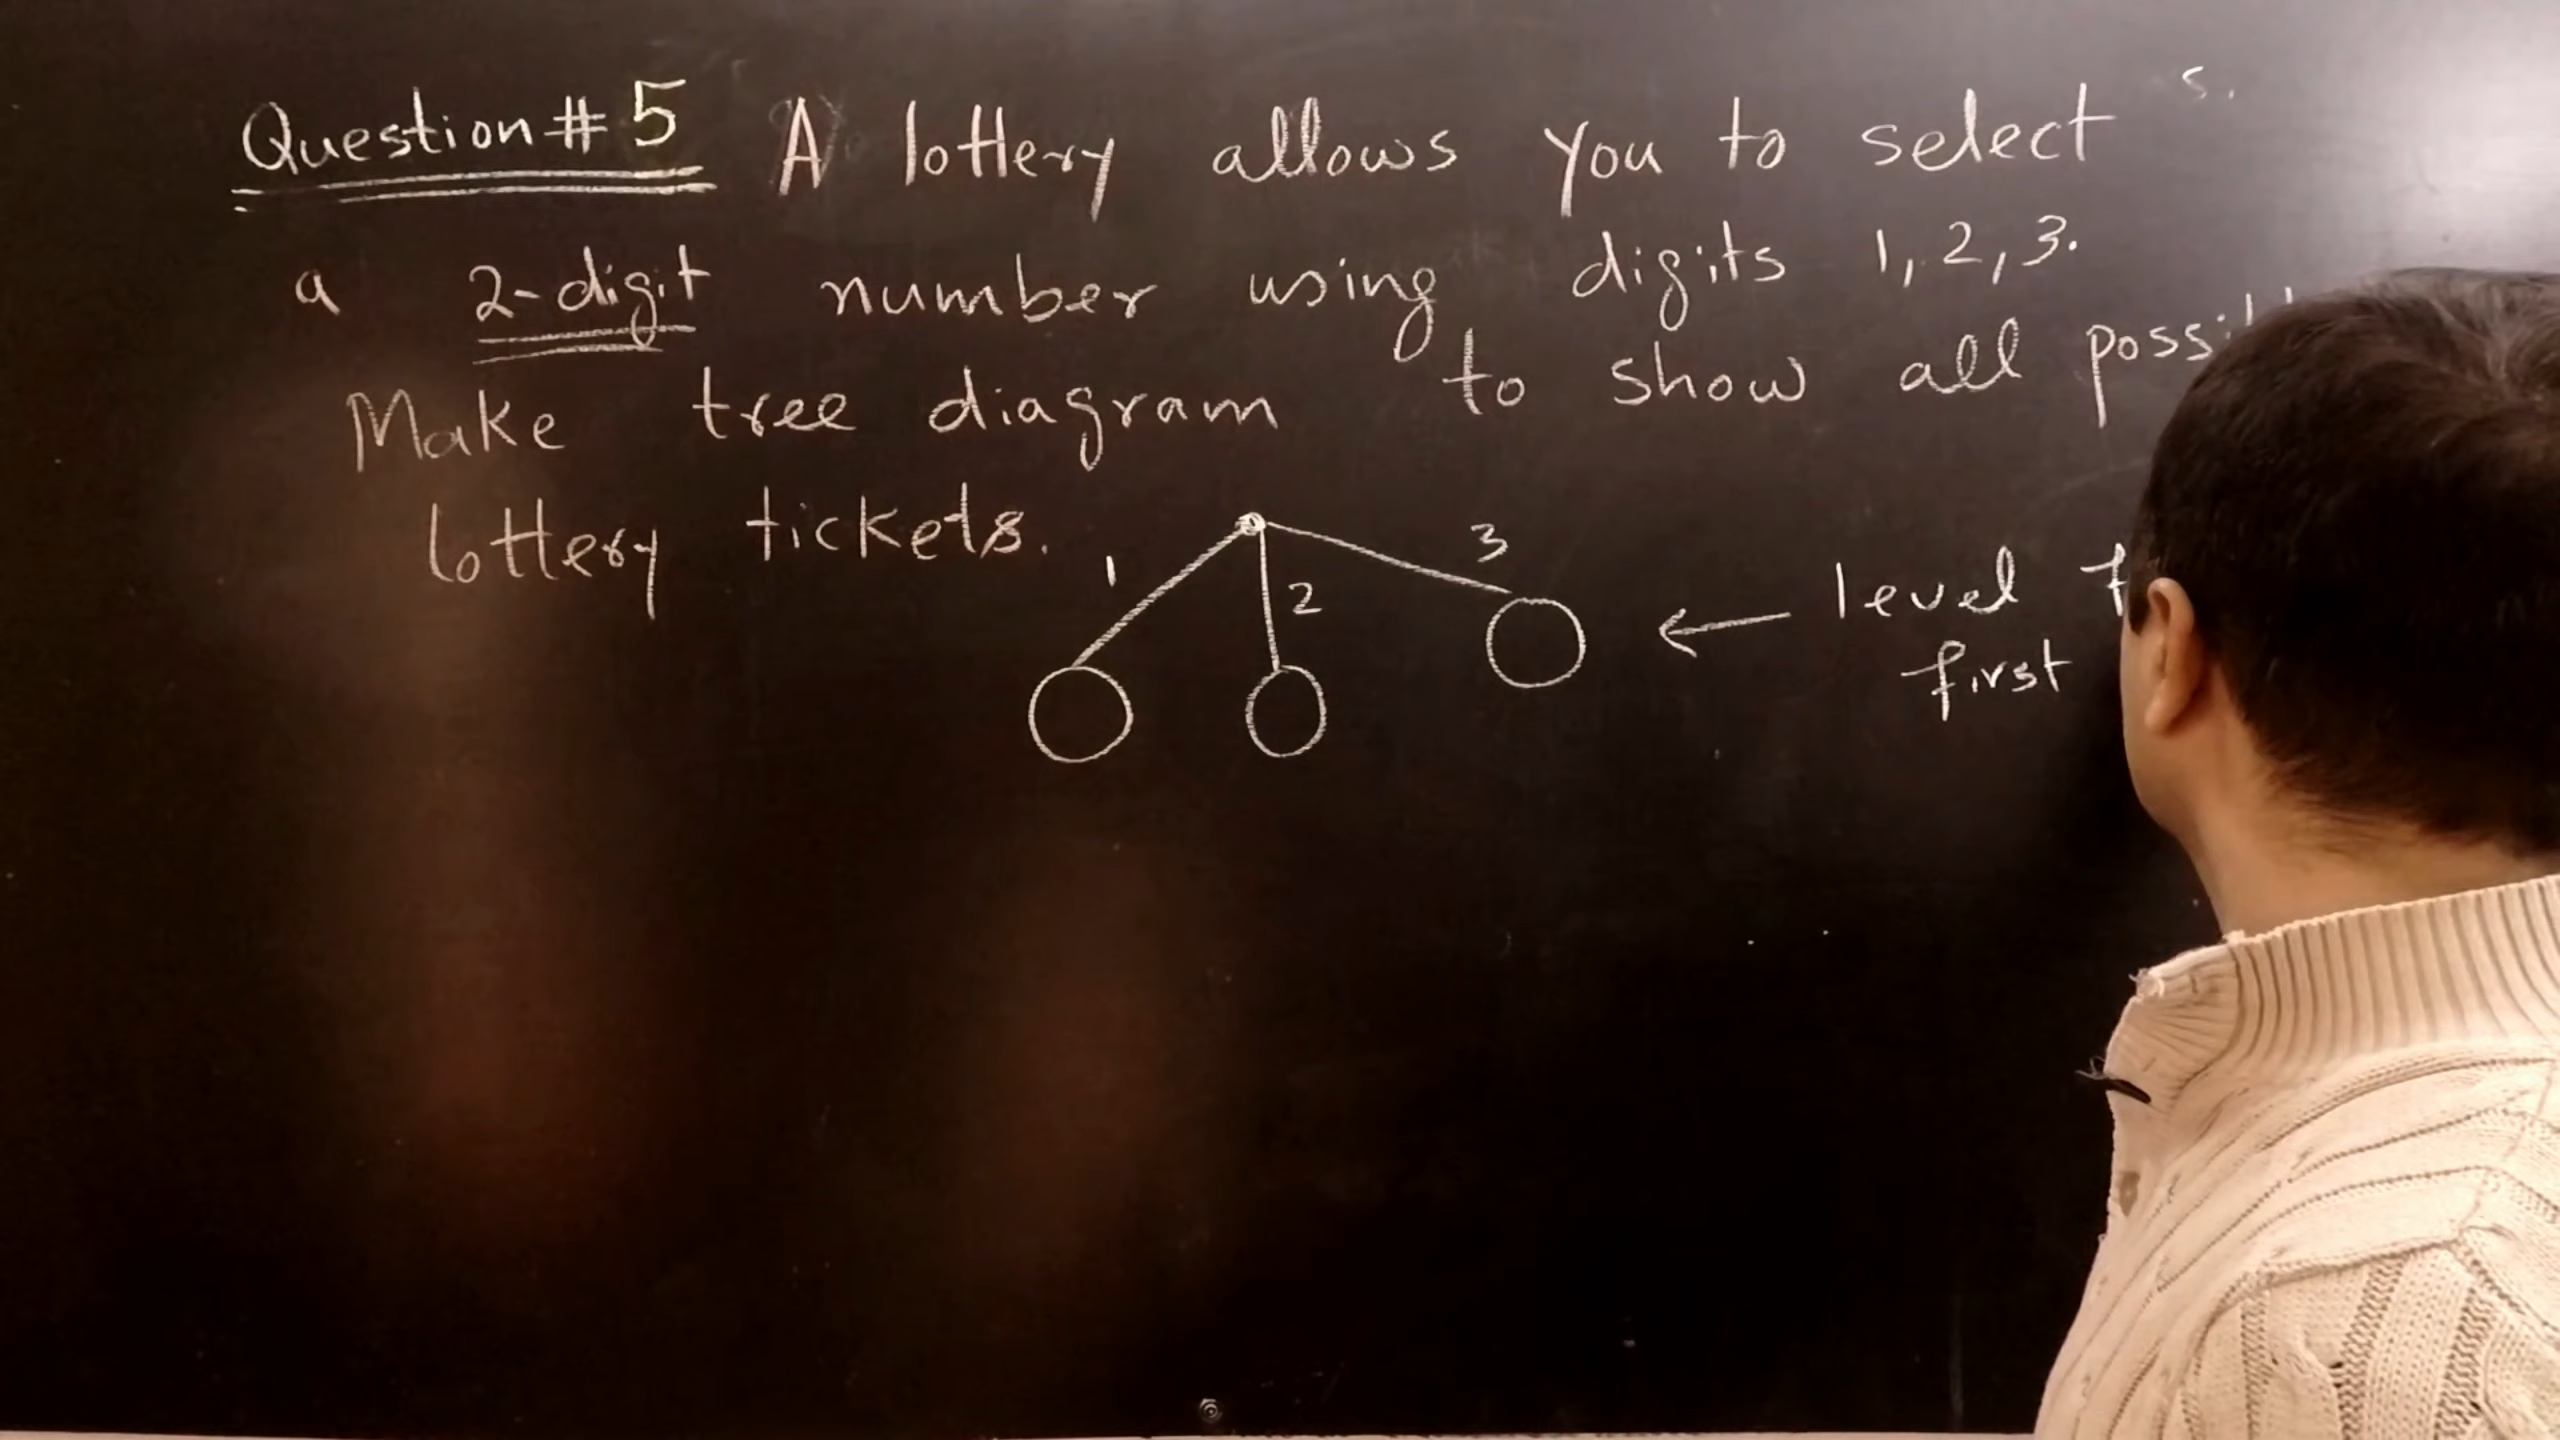 Question # 5 A lottery allows you to select
a 2-digit number using digits 1, 2, 3.
Make tree diagram to show all
lottery tickets.
1 2 3
← level
first